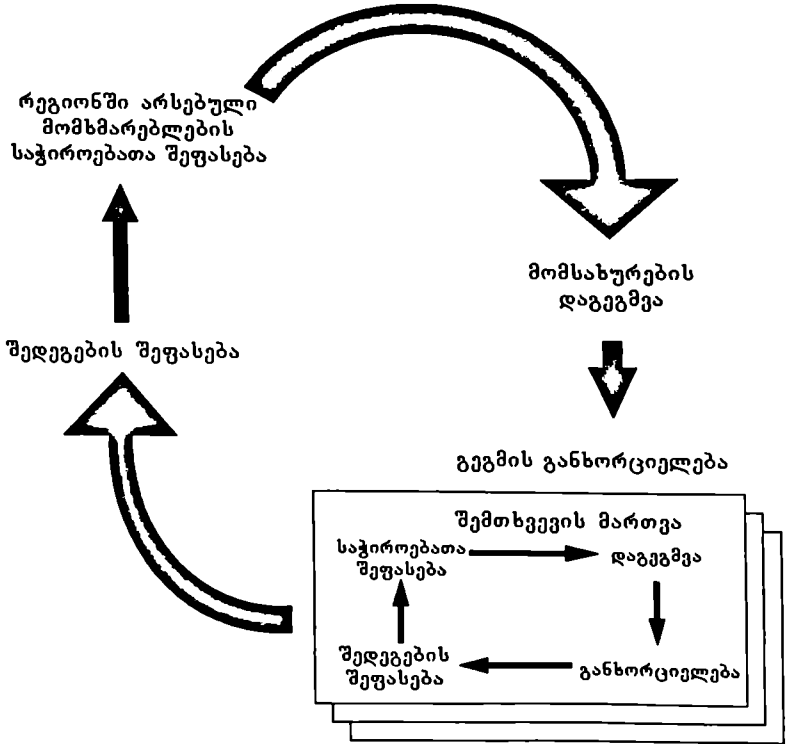 რეგიონში არსებული
მომხმარებლების
საჭიროებათა შეფასება
მომსახურების
დაგეგმვა
შედეგების შეფასება
გეგმის განხორციელება
შემთხვევის მართვა
საჭიროებათა
შეფასება
დაგეგმვა
შედეგების
შეფასება
განხორციელება